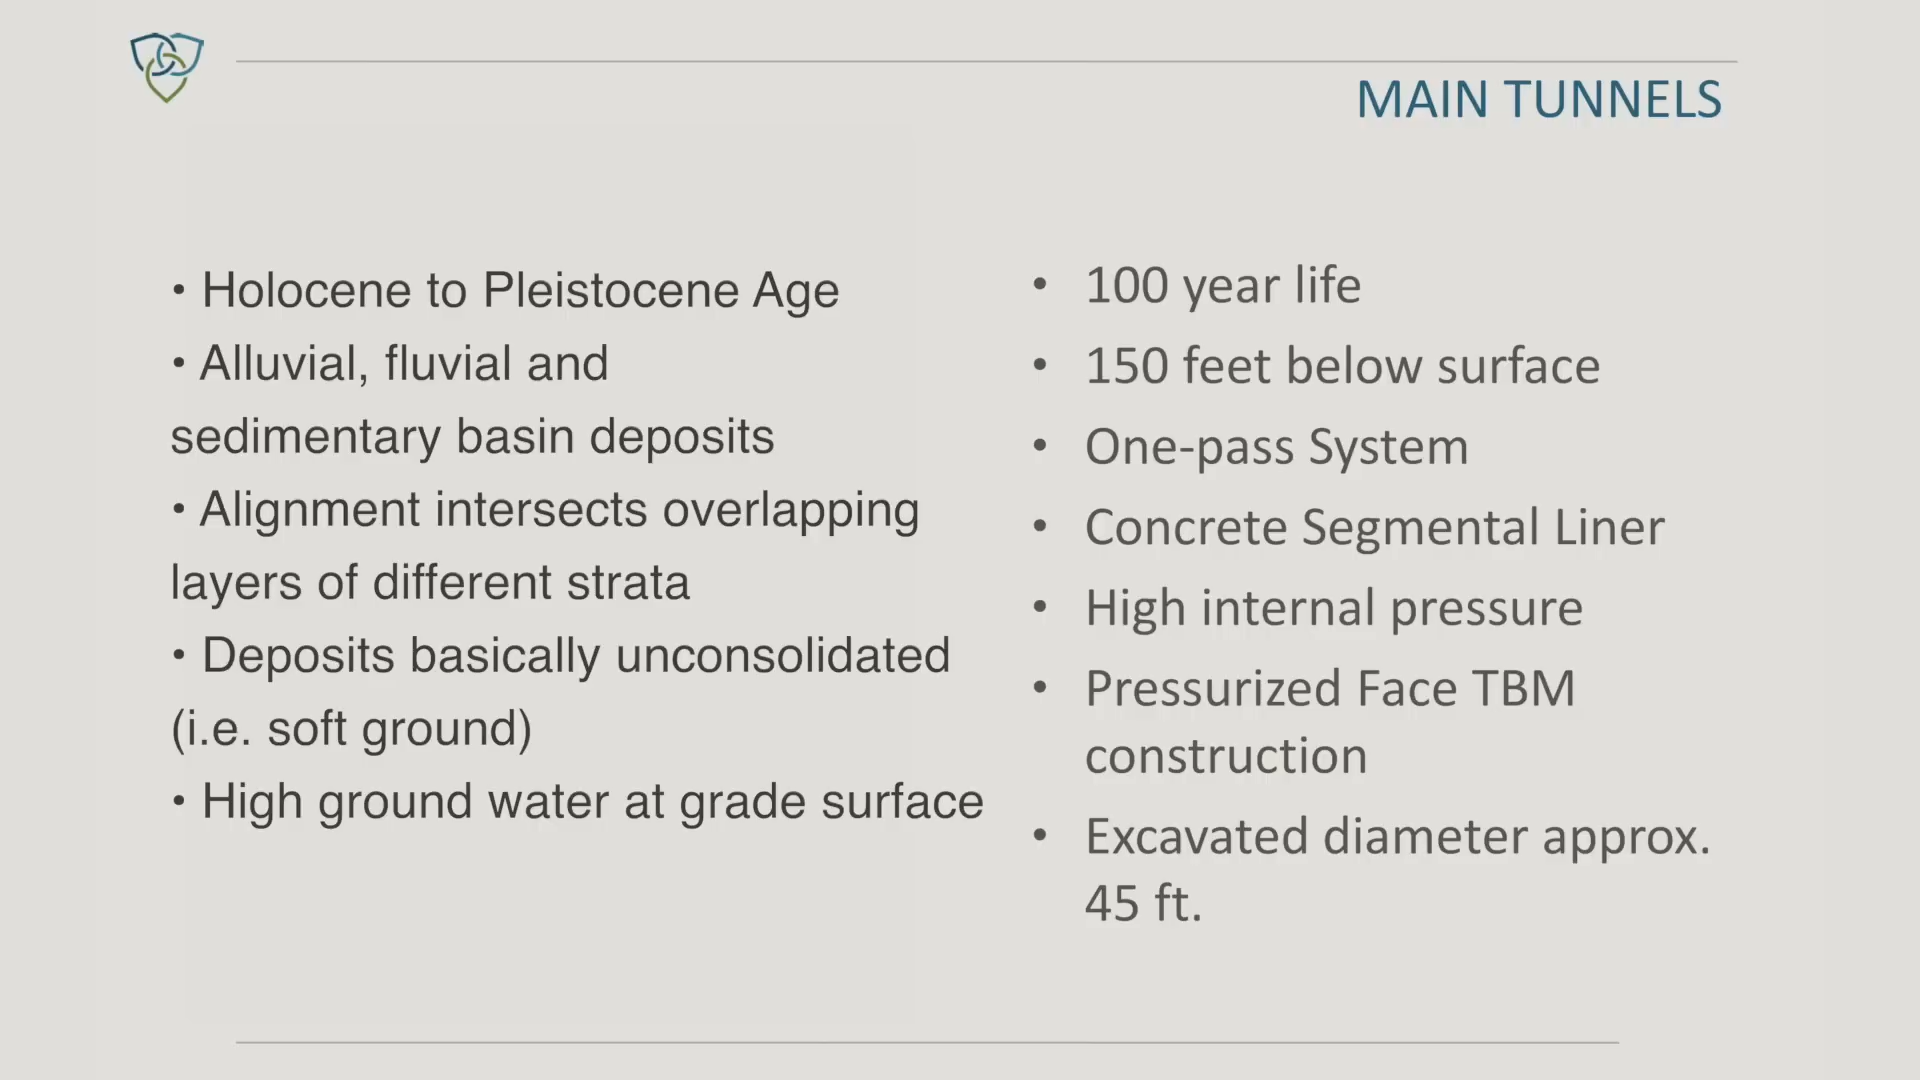 MAIN TUNNELS
• Holocene to Pleistocene Age
• Alluvial, fluvial and
sedimentary basin deposits
• Alignment intersects overlapping
layers of different strata
• Deposits basically unconsolidated
(i.e. soft ground)
• High ground water at grade surface
• 100 year life
• 150 feet below surface
• One-pass System
• Concrete Segmental Liner
• High internal pressure
• Pressurized Face TBM
construction
• Excavated diameter approx.
45 ft.